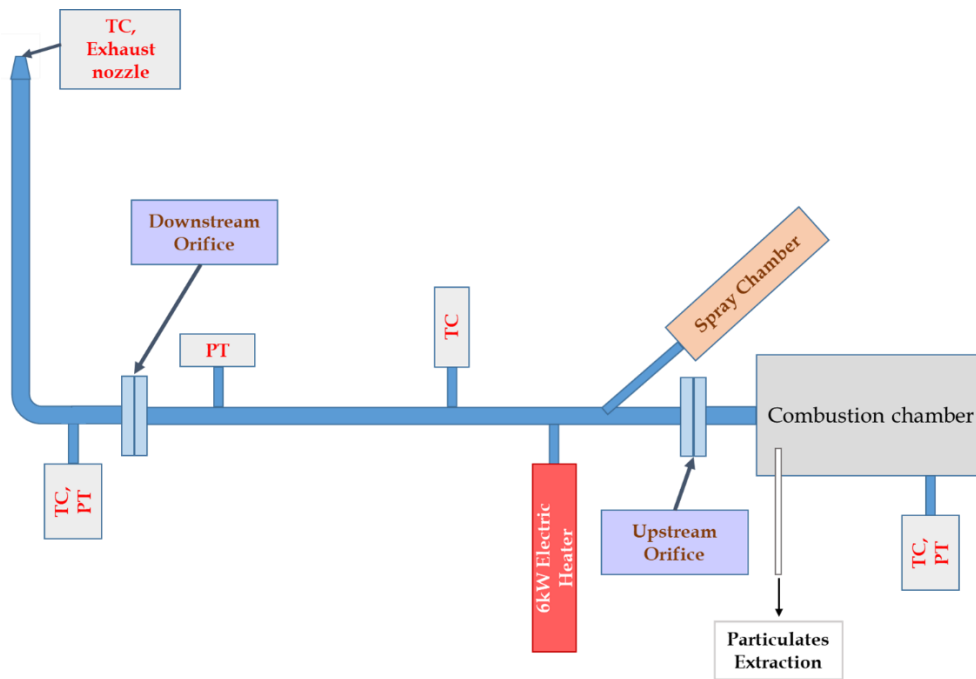 TC,
Exhaust
nozzle
Downstream
Orifice
PT
TC
Spray Chamber
Combustion chamber
TC,
PT
6kW Electric
Heater
Upstream
Orifice
TC,
PT
Particulates
Extraction